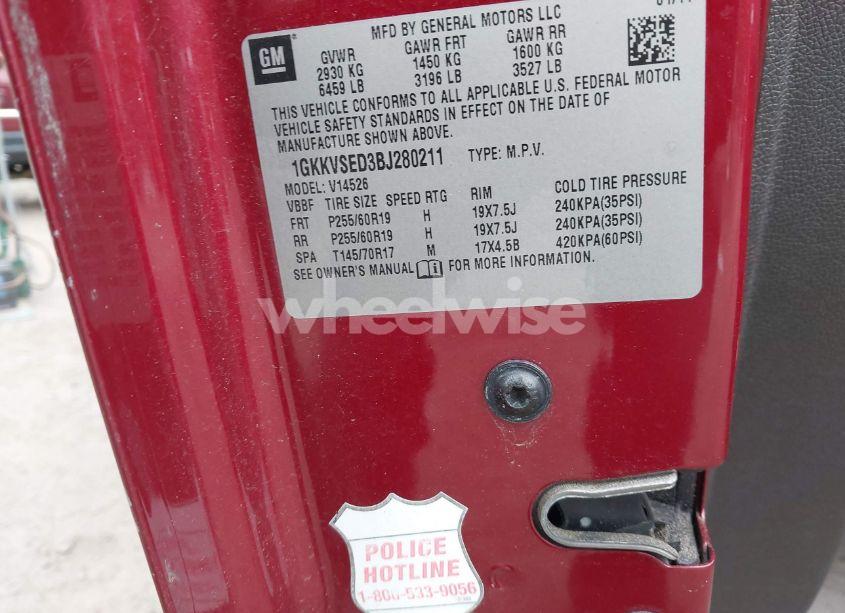 MFD BY GENERAL MOTORS LLC
GM
GVWR GAWR FRT GAWR RR
2930 KG 1450 KG 1600 KG
6459 LB 3196 LB 3527 LB
THIS VEHICLE CONFORMS TO ALL APPLICABLE U.S. FEDERAL MOTOR
VEHICLE SAFETY STANDARDS IN EFFECT ON THE DATE OF
MANUFACTURE SHOWN ABOVE.
1GKKVSED3BJ280211 TYPE: M.P.V.
MODEL: V14526
VBBF TIRE SIZE SPEED RTG RIM COLD TIRE PRESSURE
FRT P255/60R19 H 19X7.5J 240KPA(35PSI)
RR P255/60R19 H 19X7.5J 240KPA(35PSI)
SPA T145/70R17 M 17X4.5B 420KPA(60PSI)
SEE OWNER'S MANUAL FOR MORE INFORMATION.
wheelwise
POLICE
HOTLINE
1-800-533-9056